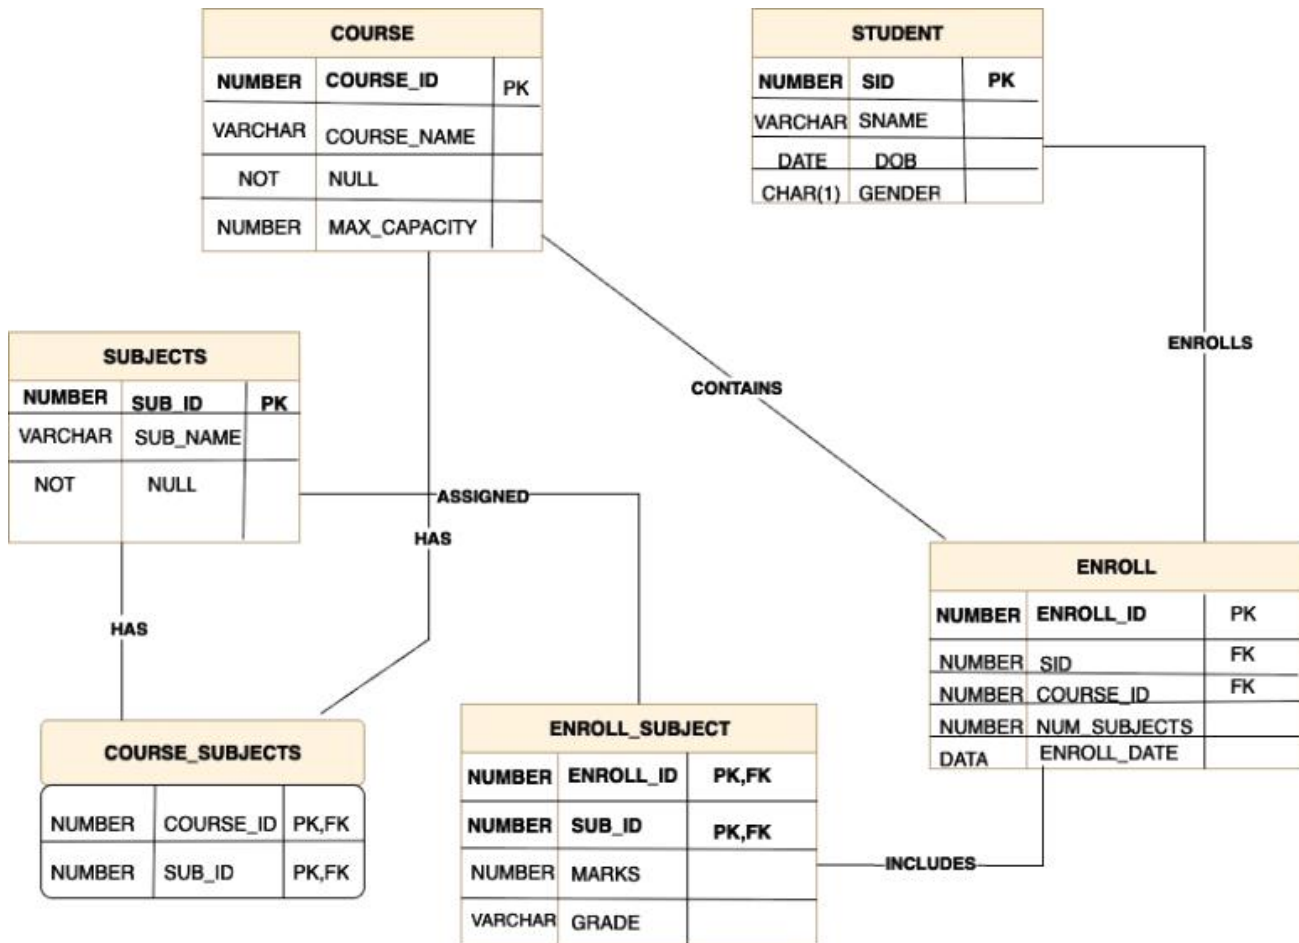 COURSE
NUMBER COURSE_ID PK
VARCHAR COURSE_NAME
NOT NULL
NUMBER MAX_CAPACITY
STUDENT
NUMBER SID PK
VARCHAR SNAME
DATE DOB
CHAR(1) GENDER
ENROLLS
SUBJECTS
NUMBER SUB_ID PK
VARCHAR SUB_NAME
NOT NULL
CONTAINS
ASSIGNED
HAS
HAS
ENROLL
NUMBER ENROLL_ID PK
NUMBER SID FK
NUMBER COURSE_ID FK
NUMBER NUM_SUBJECTS
DATA ENROLL_DATE
COURSE_SUBJECTS
NUMBER COURSE_ID PK,FK
NUMBER SUB_ID PK,FK
ENROLL_SUBJECT
NUMBER ENROLL_ID PK,FK
NUMBER SUB_ID PK,FK
NUMBER MARKS
VARCHAR GRADE
INCLUDES